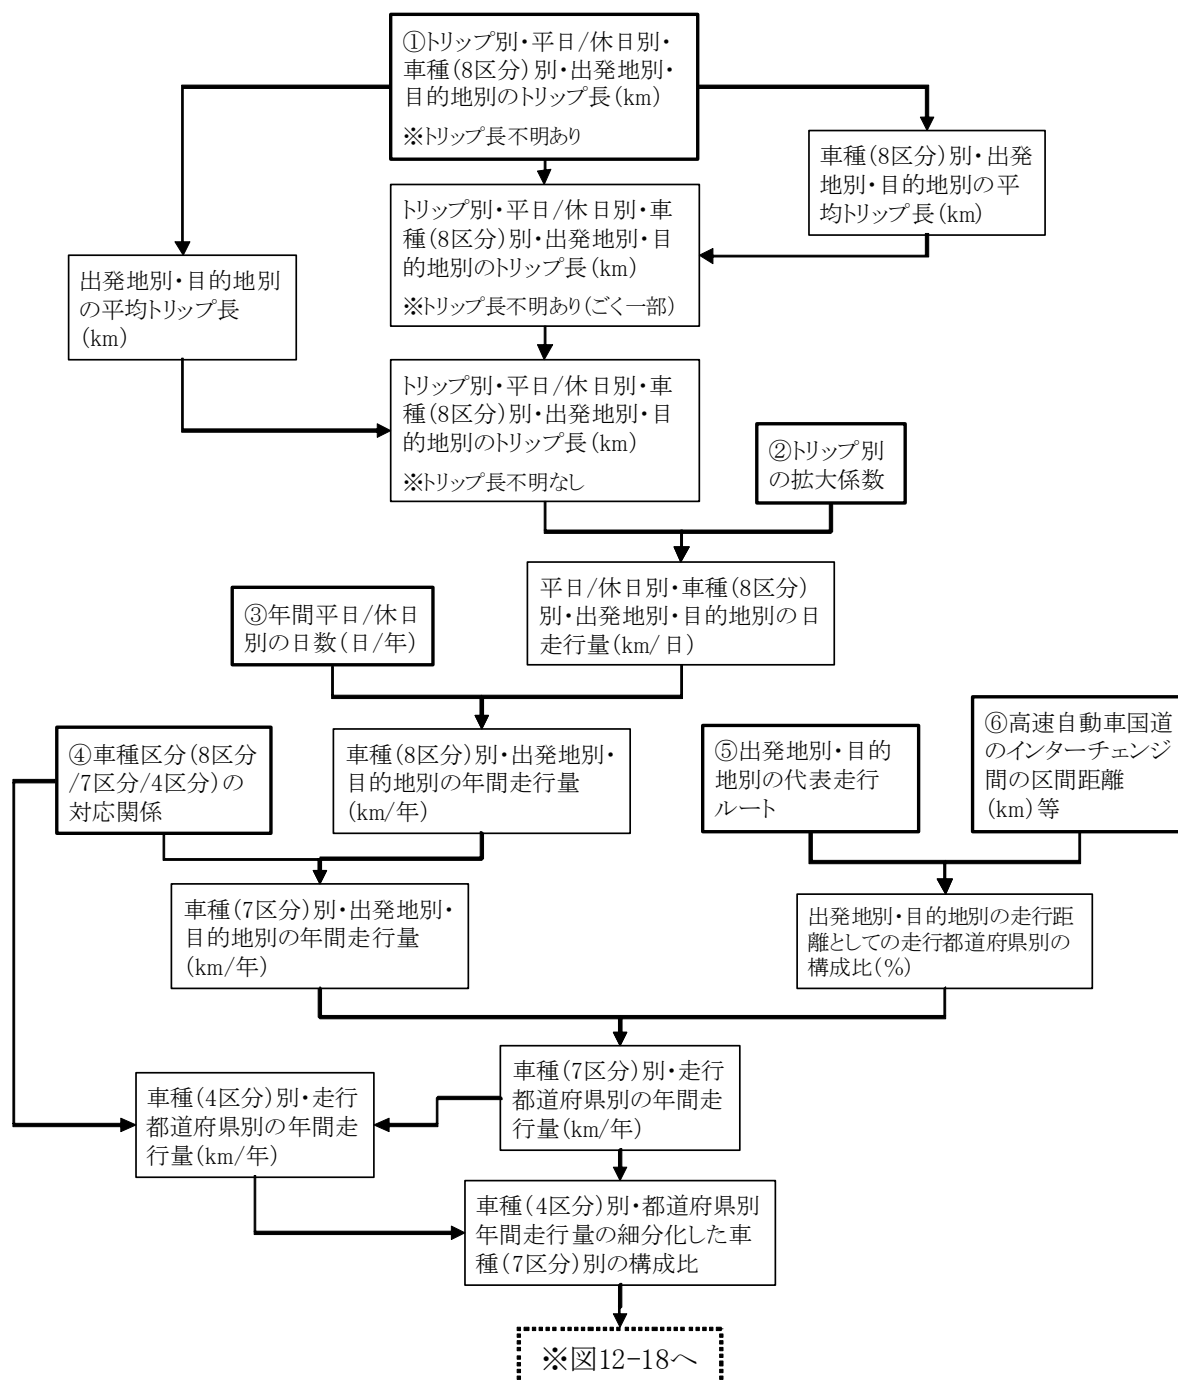 ①トリップ別・平日/休日別・
車種(8区分)別・出発地別・
目的地別のトリップ長(km)
※トリップ長不明あり
車種(8区分)別・出発
地別・目的地別の平
均トリップ長(km)
トリップ別・平日/休日別・車
種(8区分)別・出発地別・目
的地別のトリップ長(km)
※トリップ長不明あり(ごく一部)
出発地別・目的地別
の平均トリップ長
(km)
トリップ別・平日/休日別・車
種(8区分)別・出発地別・目
的地別のトリップ長(km)
※トリップ長不明なし
②トリップ別
の拡大係数
平日/休日別・車種(8区分)
別・出発地別・目的地別の日
走行量(km/日)
③年間平日/休日
別の日数(日/年)
④車種区分(8区分
/7区分/4区分)の
対応関係
車種(8区分)別・出発地別・
目的地別の年間走行量
(km/年)
⑤出発地別・目的
地別の代表走行
ルート
⑥高速自動車国道
のインターチェンジ
間の区間距離
(km)等
車種(7区分)別・出発地別・
目的地別の年間走行量
(km/年)
出発地別・目的地別の走行距
離としての走行都道府県別の
構成比(%)
車種(4区分)別・走行
都道府県別の年間走
行量(km/年)
車種(7区分)別・走行
都道府県別の年間走
行量(km/年)
車種(4区分)別・都道府県別
年間走行量の細分化した車
種(7区分)別の構成比
※図12-18へ